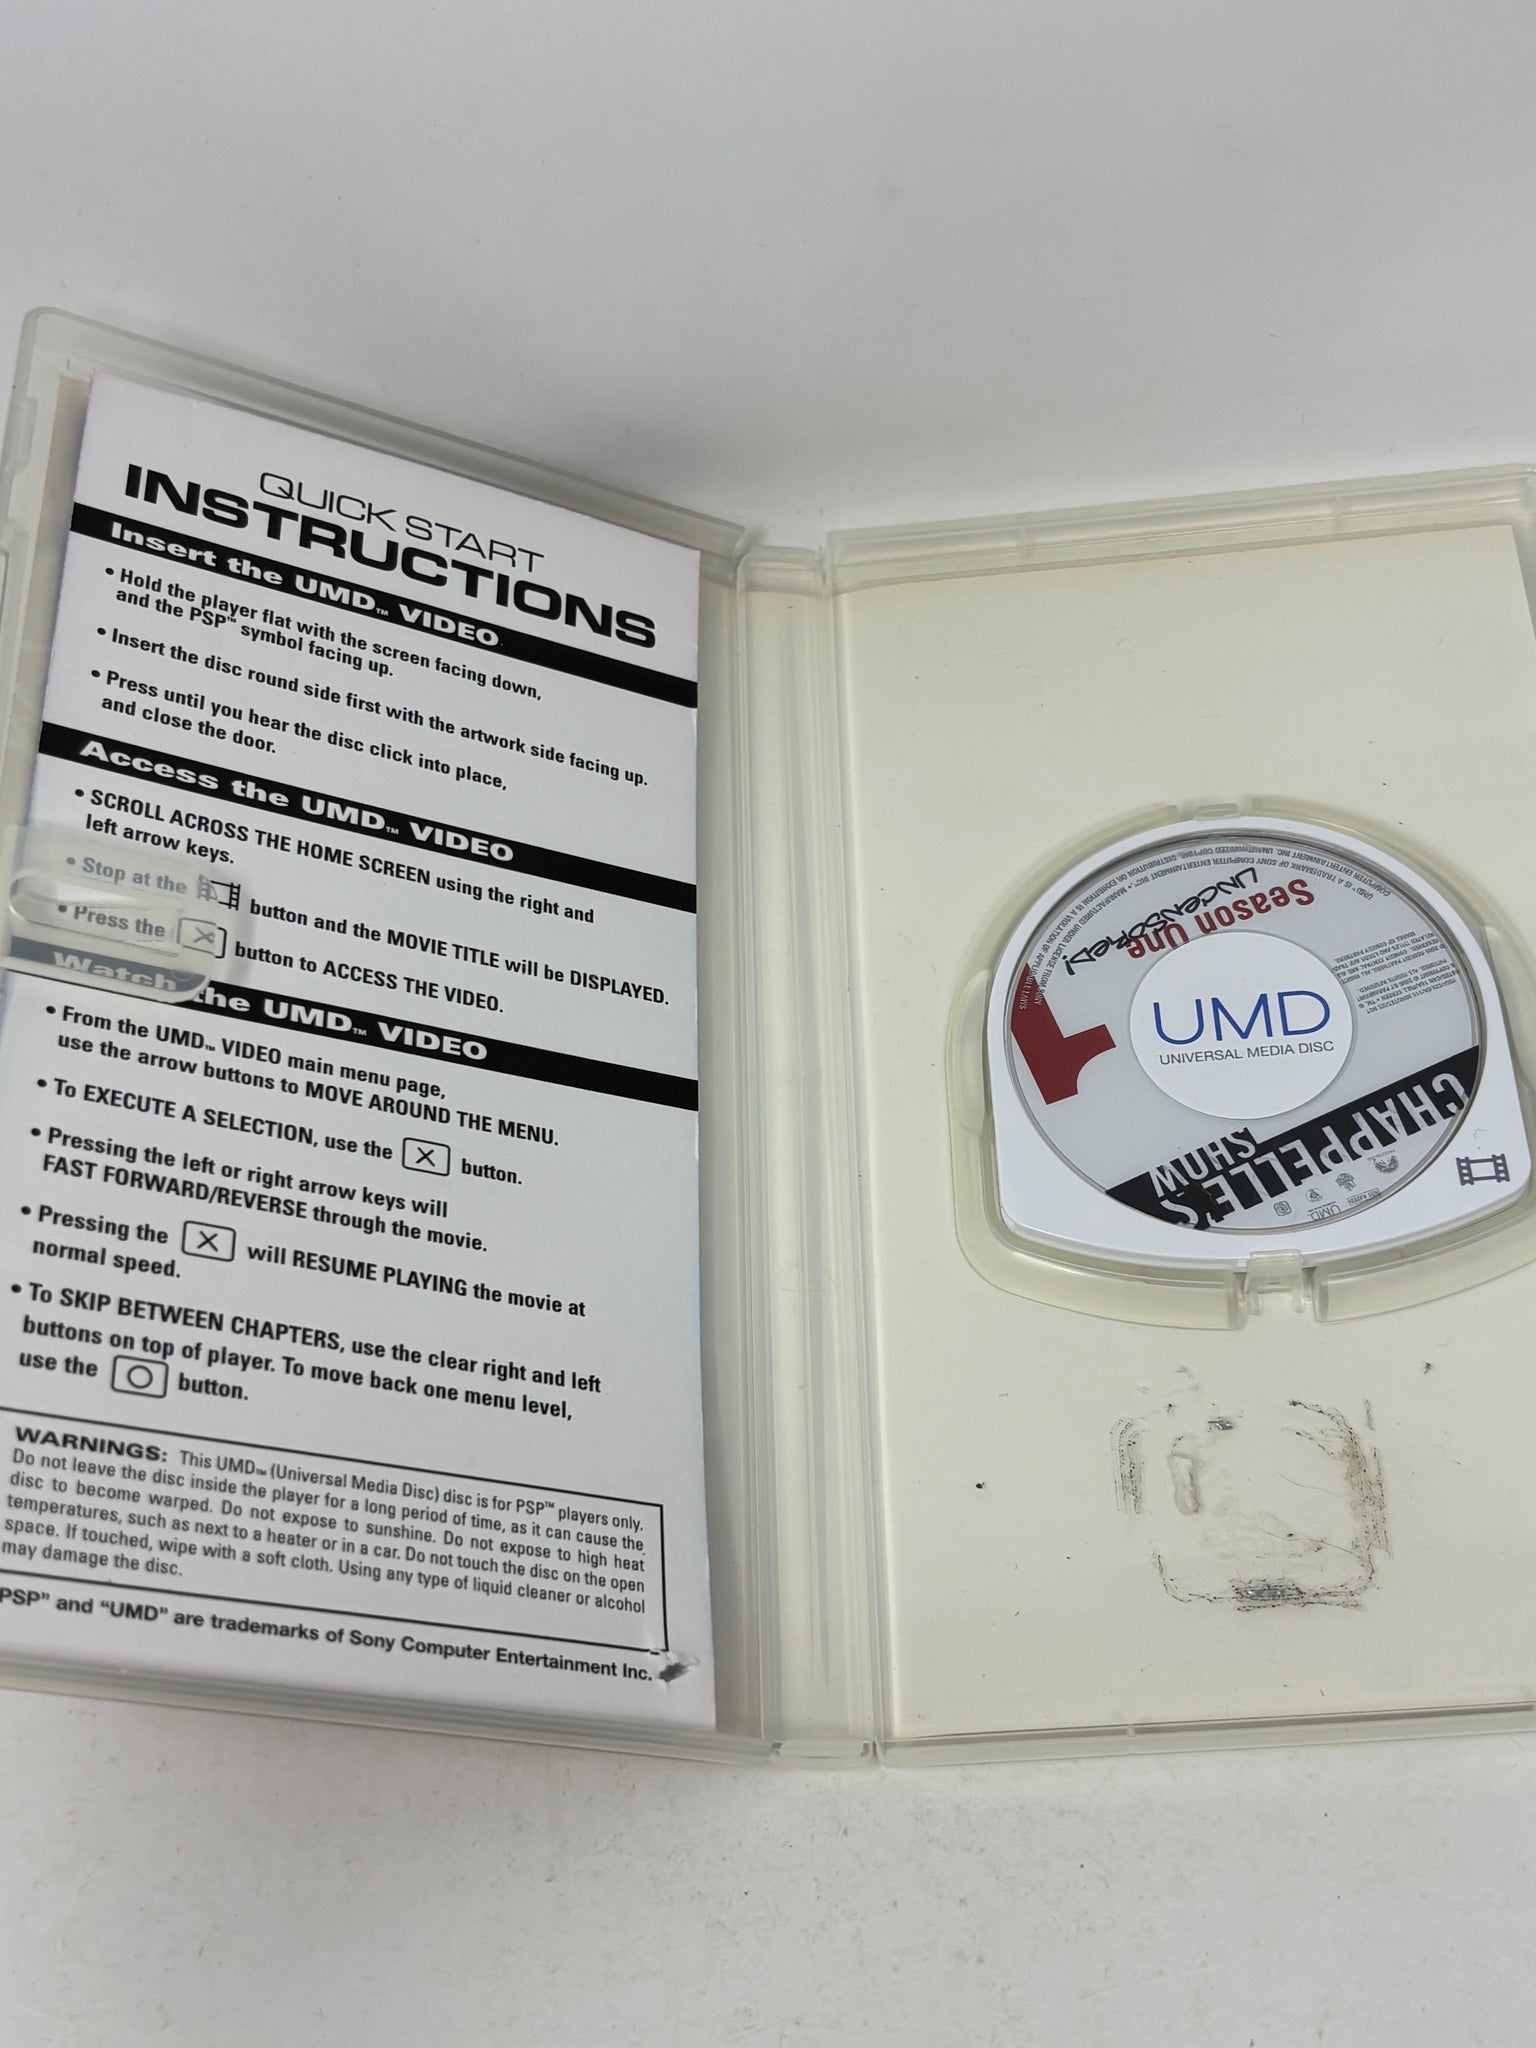 QUICK START
INSTRUCTIONS
Insert the UMD™ VIDEO
• Hold the player flat with the screen facing down,
and the PSP™ symbol facing up.
• Insert the disc round side first with the artwork side facing up.
• Press until you hear the disc click into place,
and close the door.
Access the UMD™ VIDEO
• SCROLL ACROSS THE HOME SCREEN using the right and
left arrow keys.
• Stop at the button and the MOVIE TITLE will be DISPLAYED.
• Press the X button to ACCESS THE VIDEO.
Watch the UMD™ VIDEO
• From the UMD™ VIDEO main menu page,
use the arrow buttons to MOVE AROUND THE MENU.
• To EXECUTE A SELECTION, use the X button.
• Pressing the left or right arrow keys will
FAST FORWARD/REVERSE through the movie.
• Pressing the X will RESUME PLAYING the movie at
normal speed.
• To SKIP BETWEEN CHAPTERS, use the clear right and left
buttons on top of player. To move back one menu level,
use the O button.
WARNINGS: This UMD™ (Universal Media Disc) disc is for PSP™ players only.
Do not leave the disc inside the player for a long period of time, as it can cause the
disc to become warped. Do not expose to sunshine. Do not expose to high heat
temperatures, such as next to a heater or in a car. Do not touch the disc on the open
space. If touched, wipe with a soft cloth. Using any type of liquid cleaner or alcohol
may damage the disc.
PSP" and "UMD" are trademarks of Sony Computer Entertainment Inc.
CHAPPELLE'S
SHOW
Season One
UNCENSORED!
UMD
UNIVERSAL MEDIA DISC
UMD